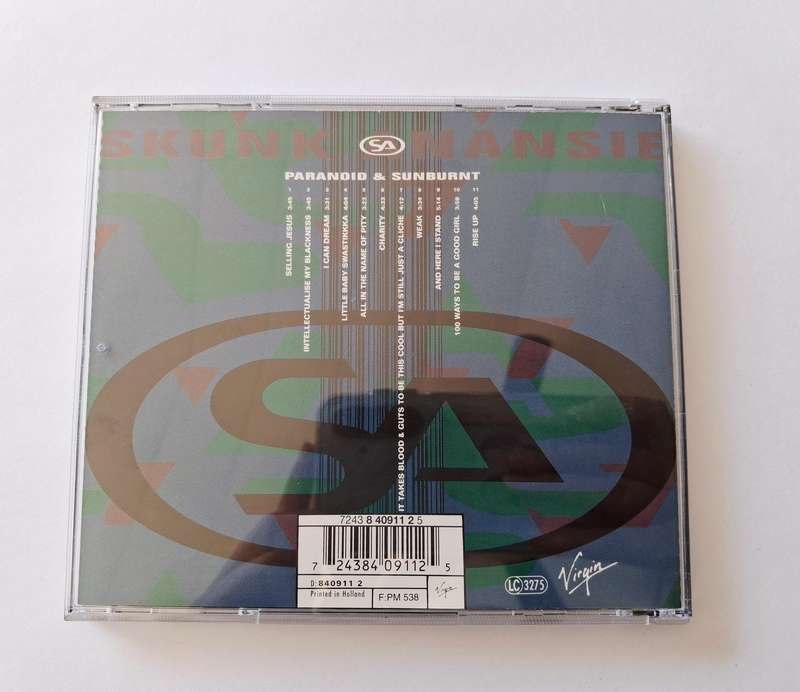 SKUNK SA ANANSIE
PARANOID & SUNBURNT
1 SELLING JESUS 3:45
2 INTELLECTUALISE MY BLACKNESS 3:43
3 I CAN DREAM 3:31
4 LITTLE BABY SWASTIKKKA 4:04
5 ALL IN THE NAME OF PITY 3:23
6 CHARITY 4:33
7 IT TAKES BLOOD & GUTS TO BE THIS COOL BUT I'M STILL JUST A CLICHE 4:12
8 WEAK 3:34
9 AND HERE I STAND 5:14
10 100 WAYS TO BE A GOOD GIRL 3:59
11 RISE UP 4:05
SA
7243 8 40911 2 5
7 24384 09112 5
D: 840911 2
Printed in Holland
F:PM 538
Virgin
LC 3275
Virgin